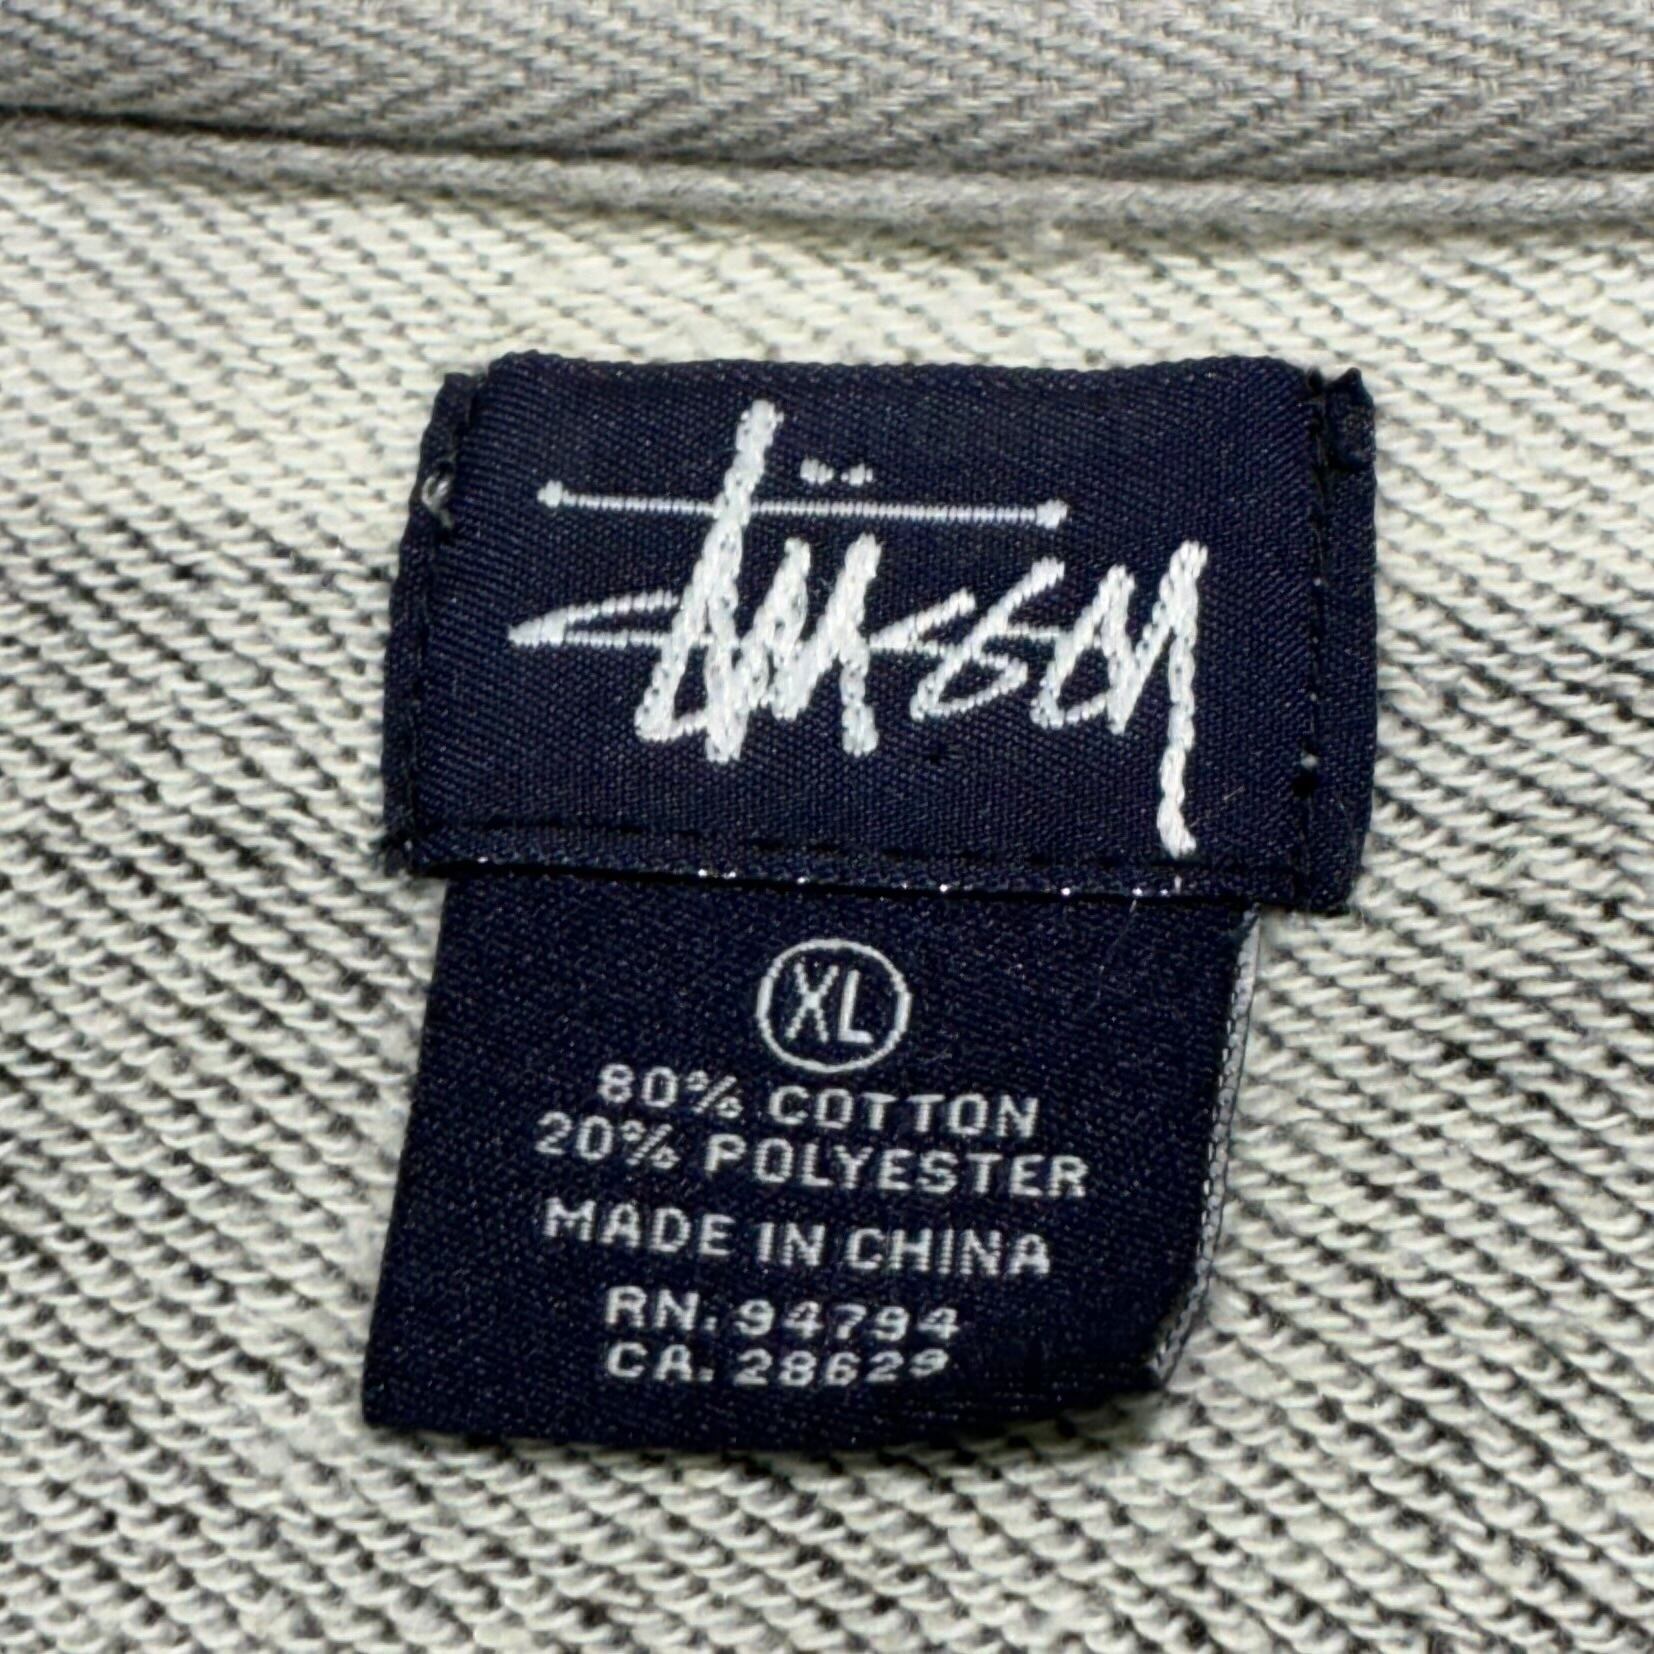 Stüssy
XL
80% COTTON
20% POLYESTER
MADE IN CHINA
RN. 94794
CA. 28629